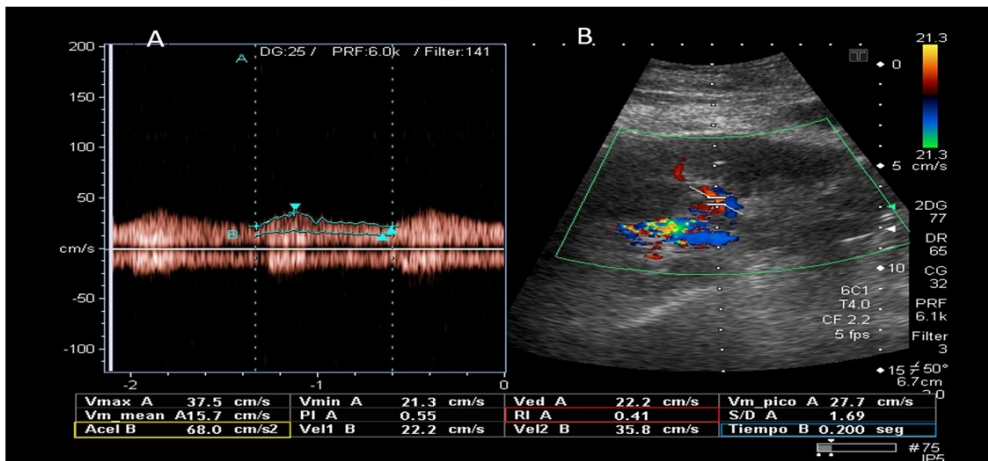 A
B
DG:25 / PRF:6.0k / Filter:141
200
150
100
50
cm/s
-50
-100
-2
-1
0
A
B
T
0
5
10
15
21.3
21.3
cm/s
2DG
77
DR
65
CG
32
PRF
6.1k
Filter
3
50°
6.7cm
2.0
6C1
T4.0
CF 2.2
5 fps
Vmax A 37.5 cm/s Vmin A 21.3 cm/s Ved A 22.2 cm/s Vm_pico A 27.7 cm/s
Vm_mean A 15.7 cm/s PI A 0.55 RI A 0.41 S/D A 1.69
Acel B 68.0 cm/s2 Vel1 B 22.2 cm/s Vel2 B 35.8 cm/s Tiempo B 0.200 seg
#75
IP5